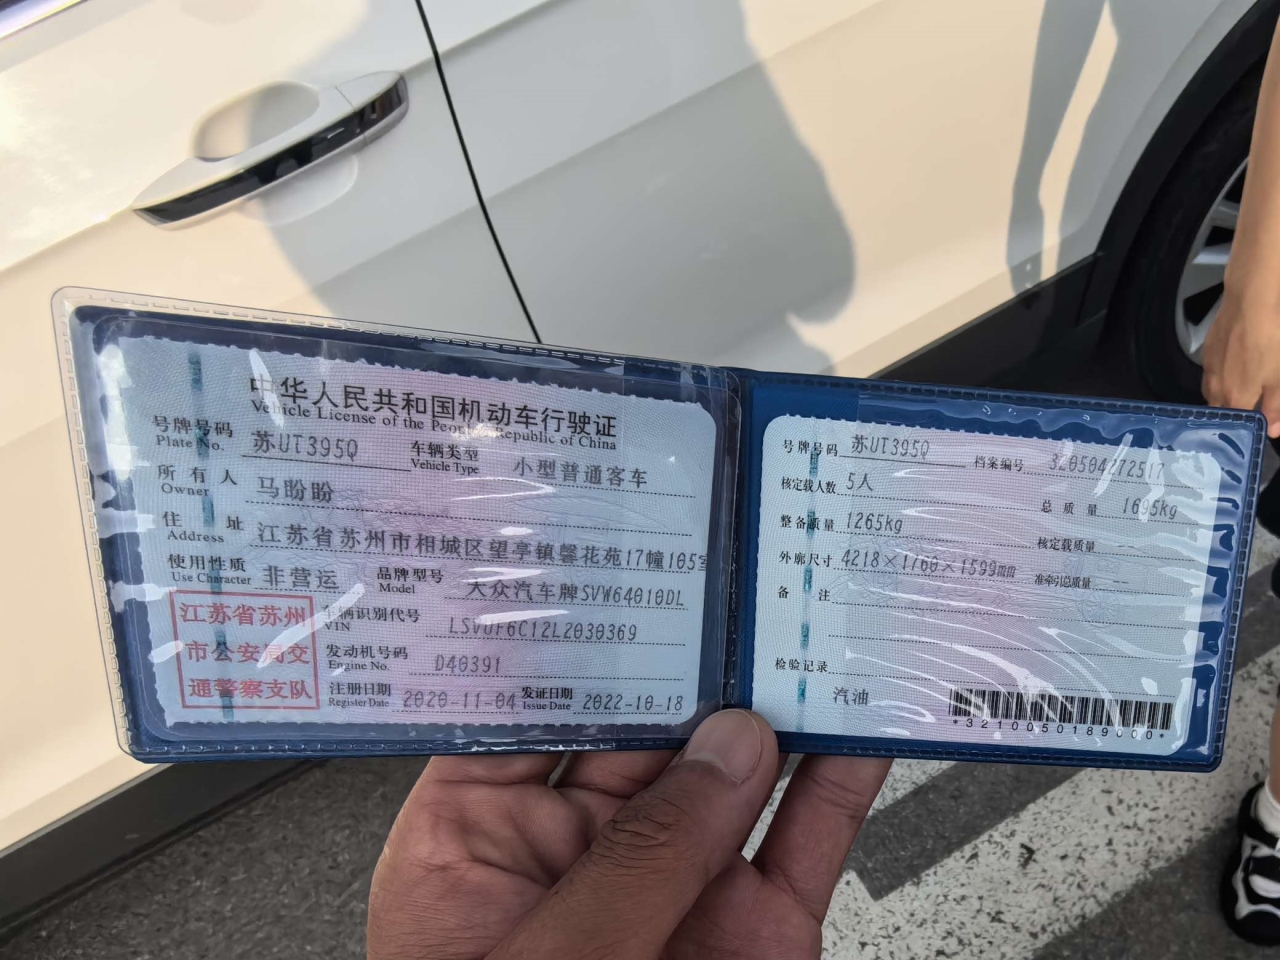 中华人民共和国机动车行驶证
Vehicle License of the People's Republic of China
号牌号码 苏UT395Q 车辆类型 小型普通客车
Plate No. Vehicle Type
所有人 马盼盼
Owner
住址 江苏省苏州市相城区望亭镇馨花苑17幢105室
Address
使用性质 非营运 品牌型号 大众汽车牌SVW64010DL
Use Character Model
江苏省苏州
市公安局交
通警察支队
车辆识别代号 LSVUF6C12L2030369
VIN
发动机号码 D40391
Engine No.
注册日期 2020-11-04 发证日期 2022-10-18
Register Date Issue Date
号牌号码 苏UT395Q 档案编号 320504272517
核定载人数 5人 总质量 1695kg
整备质量 1265kg 核定载质量 --
外廓尺寸 4218×1760×1599mm 准牵引总质量 --
备注
检验记录
汽油
*3210050189000*